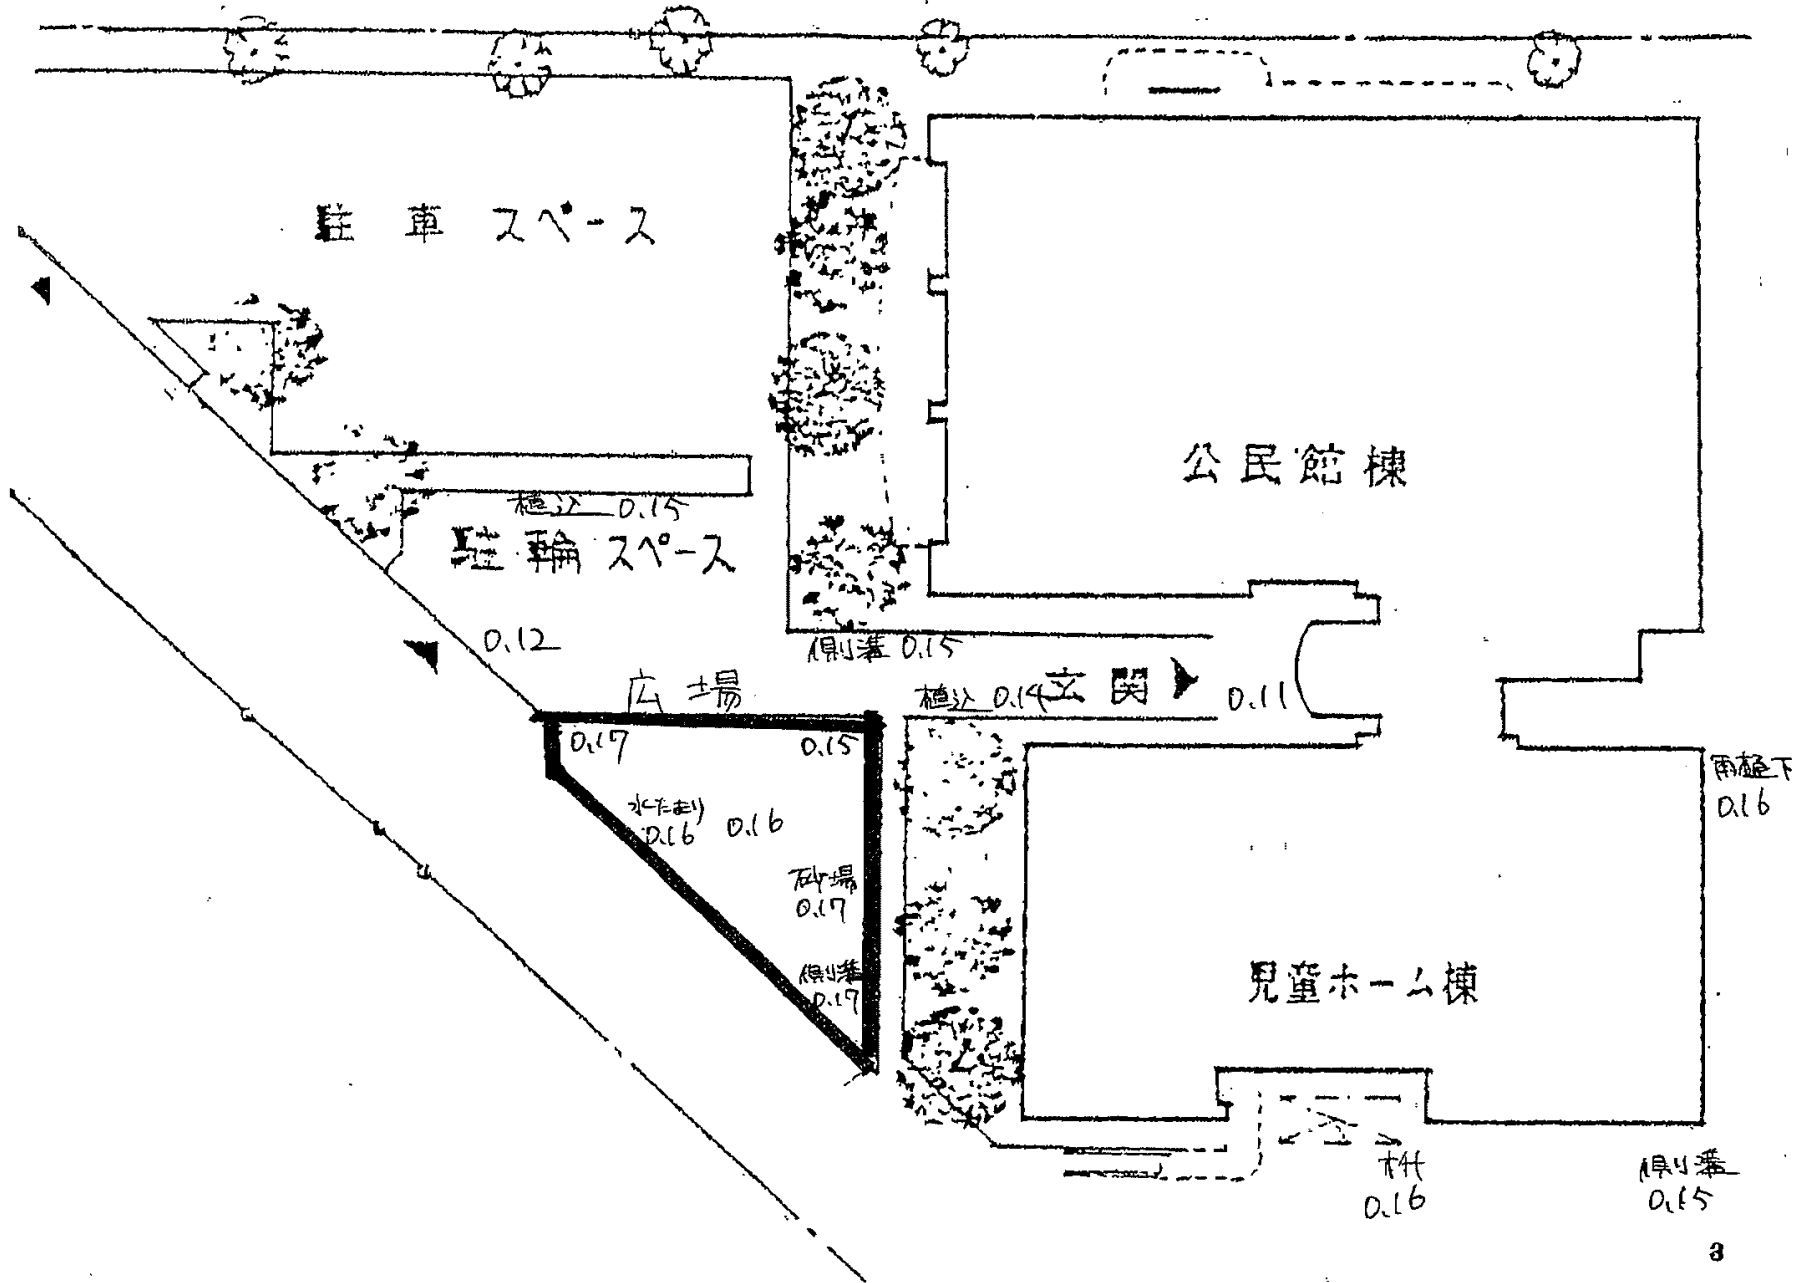 駐車スペース
公民館棟
植込 0.15
駐輪スペース
0.12
側溝 0.15
広場
植込 0.14
玄関
0.11
0.17
0.15
雨樋下
0.16
水たまり
0.16
0.16
砂場
0.17
側溝
0.17
児童ホーム棟
枡
0.16
側溝
0.15
3